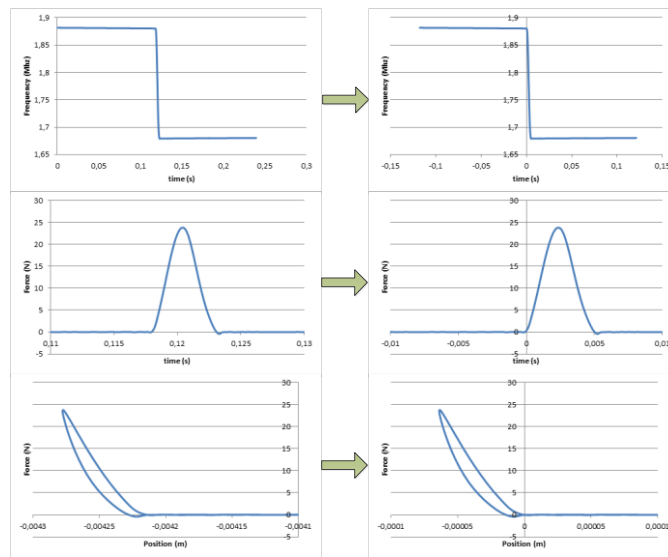 Frequency (Mhz)
1,9
1,85
1,8
1,75
1,7
1,65
0 0,05 0,1 0,15 0,2 0,25 0,3
time (s)
Frequency (Mhz)
1,9
1,85
1,8
1,75
1,7
1,65
-0,15 -0,1 -0,05 0 0,05 0,1 0,15
time (s)
Force (N)
30
25
20
15
10
5
0
-5
0,11 0,115 0,12 0,125 0,13
time (s)
Force (N)
30
25
20
15
10
5
0
-5
-0,01 -0,005 0 0,005 0,01
time (s)
Force (N)
30
25
20
15
10
5
0
-5
-0,0043 -0,00425 -0,0042 -0,00415 -0,0041
Position (m)
Force (N)
30
25
20
15
10
5
0
-5
-0,0001 -0,00005 0 0,00005
Position (m)